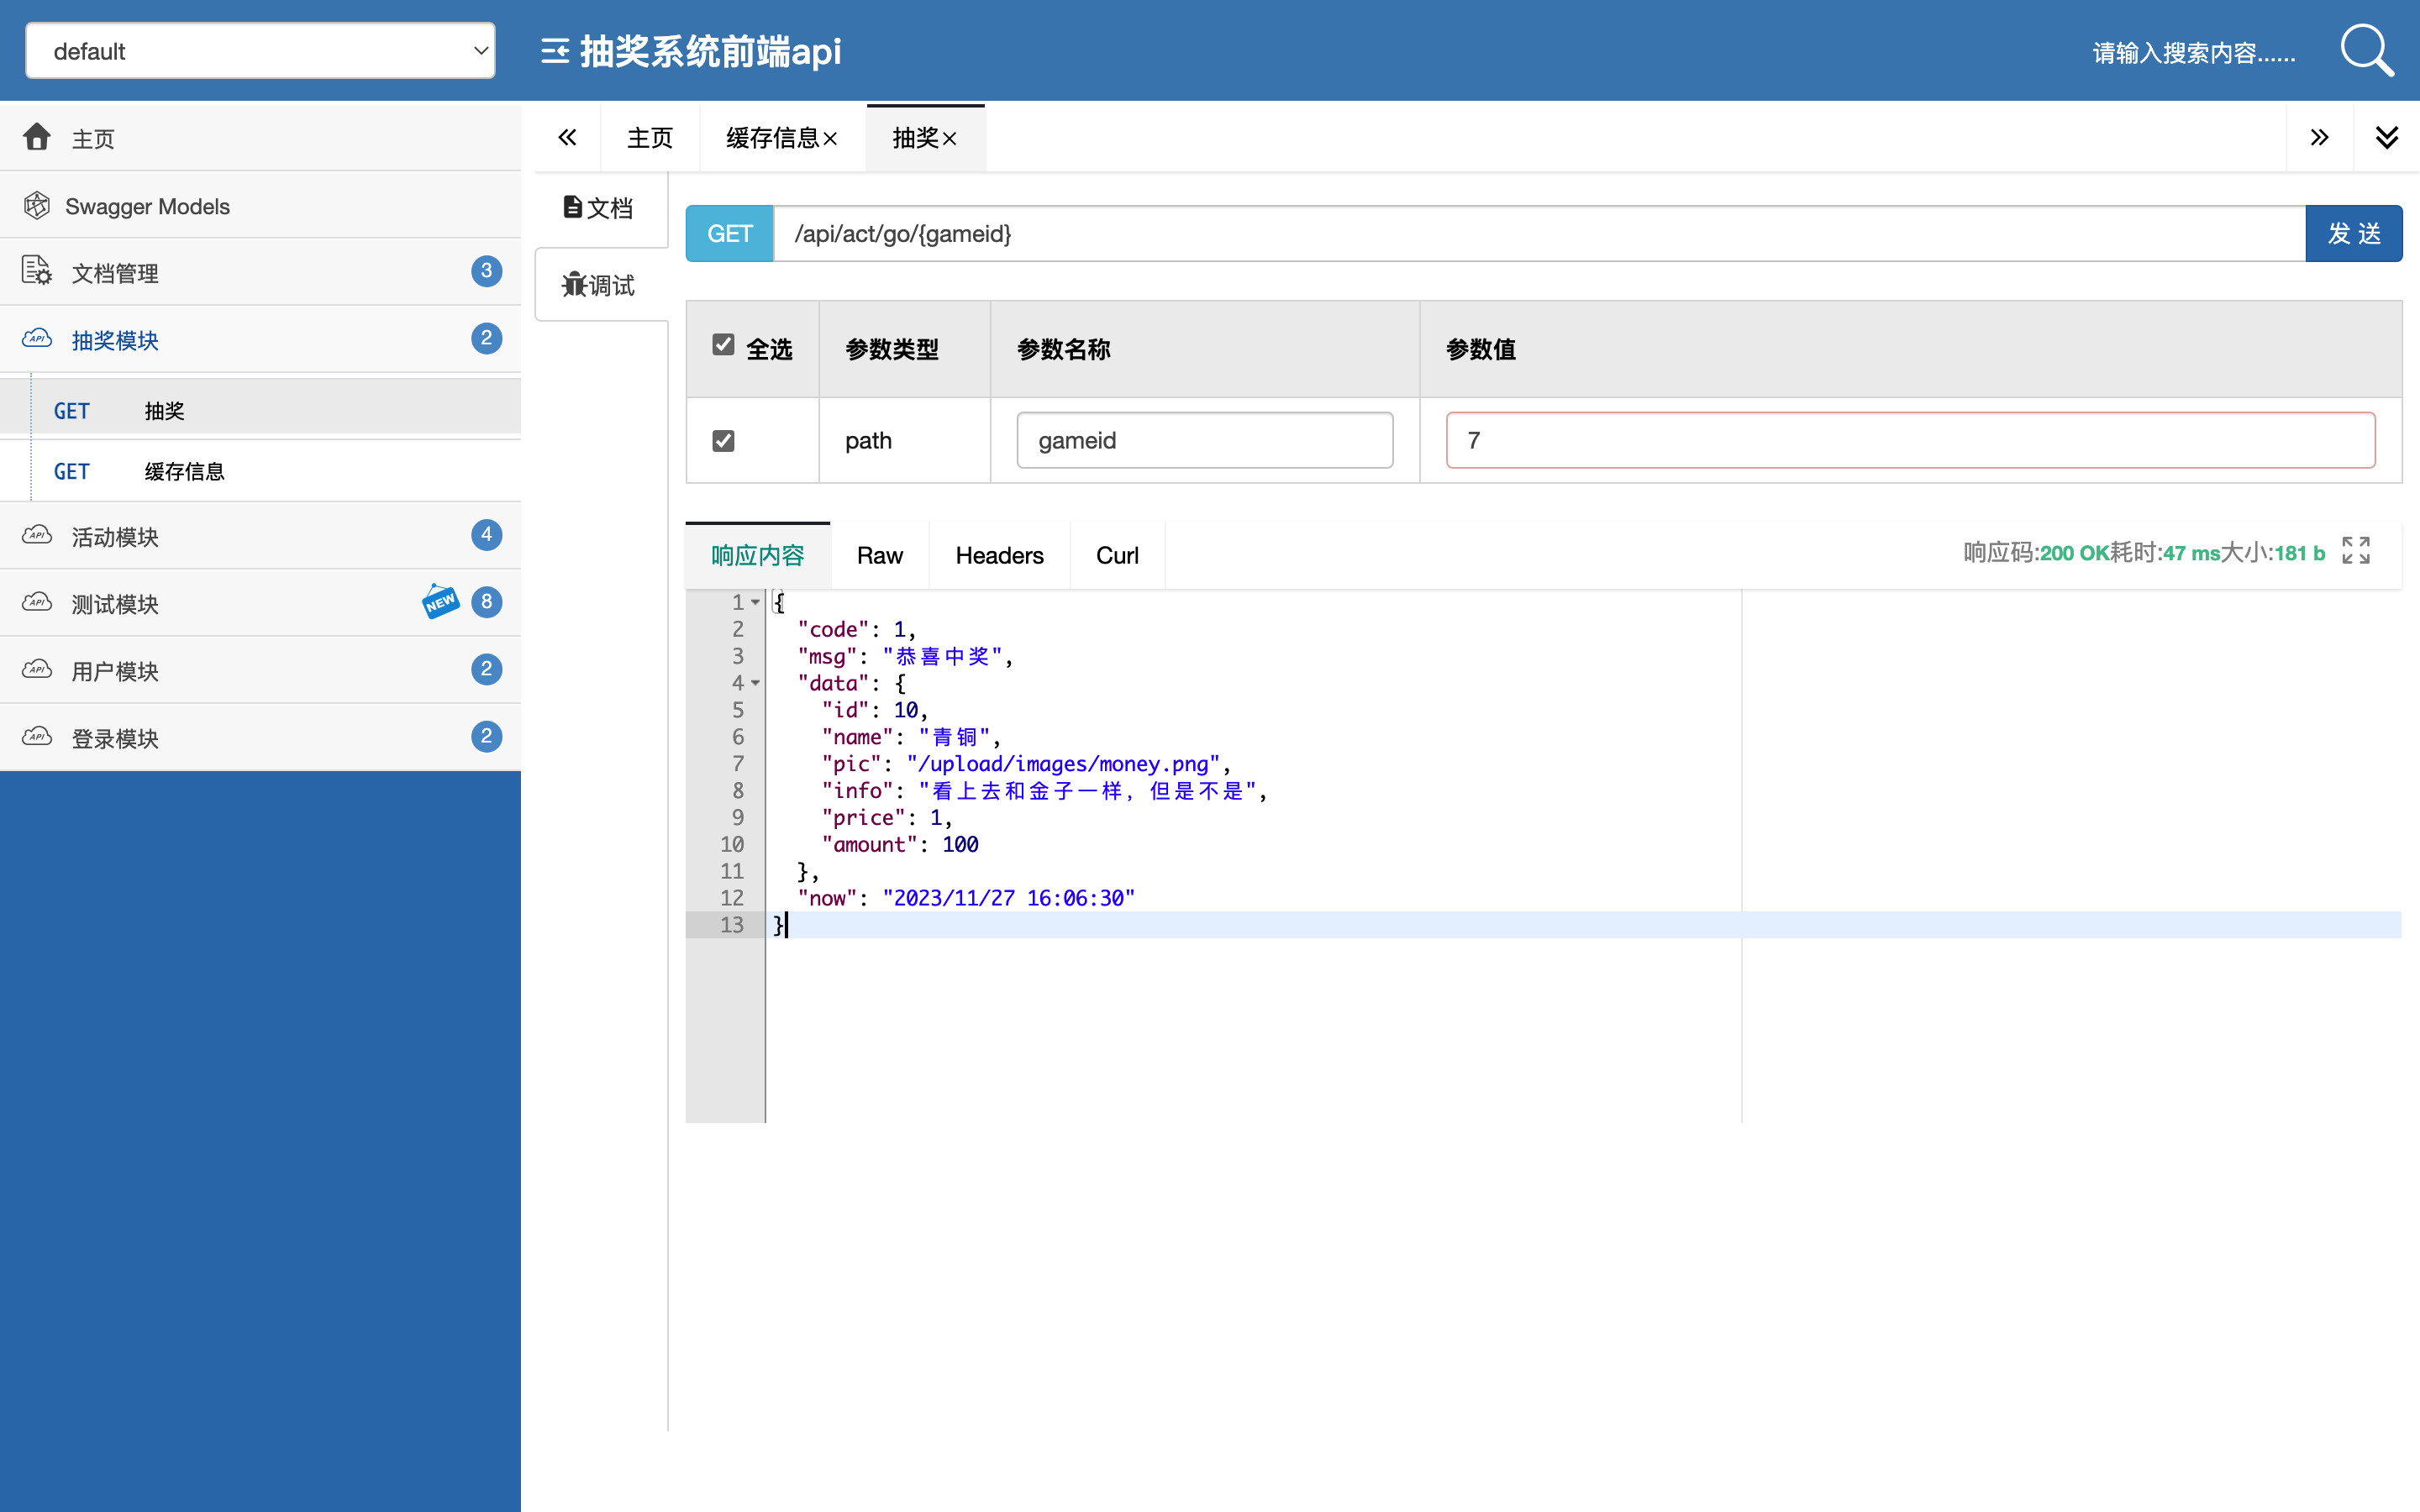 default
抽奖系统前端api
请输入搜索内容......
主页
Swagger Models
文档管理 3
抽奖模块 2
GET 抽奖
GET 缓存信息
活动模块 4
测试模块 NEW 8
用户模块 2
登录模块 2
主页 缓存信息 抽奖
文档
调试
GET /api/act/go/{gameid} 发 送
全选 参数类型 参数名称 参数值
path gameid 7
响应内容 Raw Headers Curl 响应码:200 OK耗时:47 ms大小:181 b
1 {
2 "code": 1,
3 "msg": "恭喜中奖",
4 "data": {
5 "id": 10,
6 "name": "青铜",
7 "pic": "/upload/images/money.png",
8 "info": "看上去和金子一样，但是不是",
9 "price": 1,
10 "amount": 100
11 },
12 "now": "2023/11/27 16:06:30"
13 }